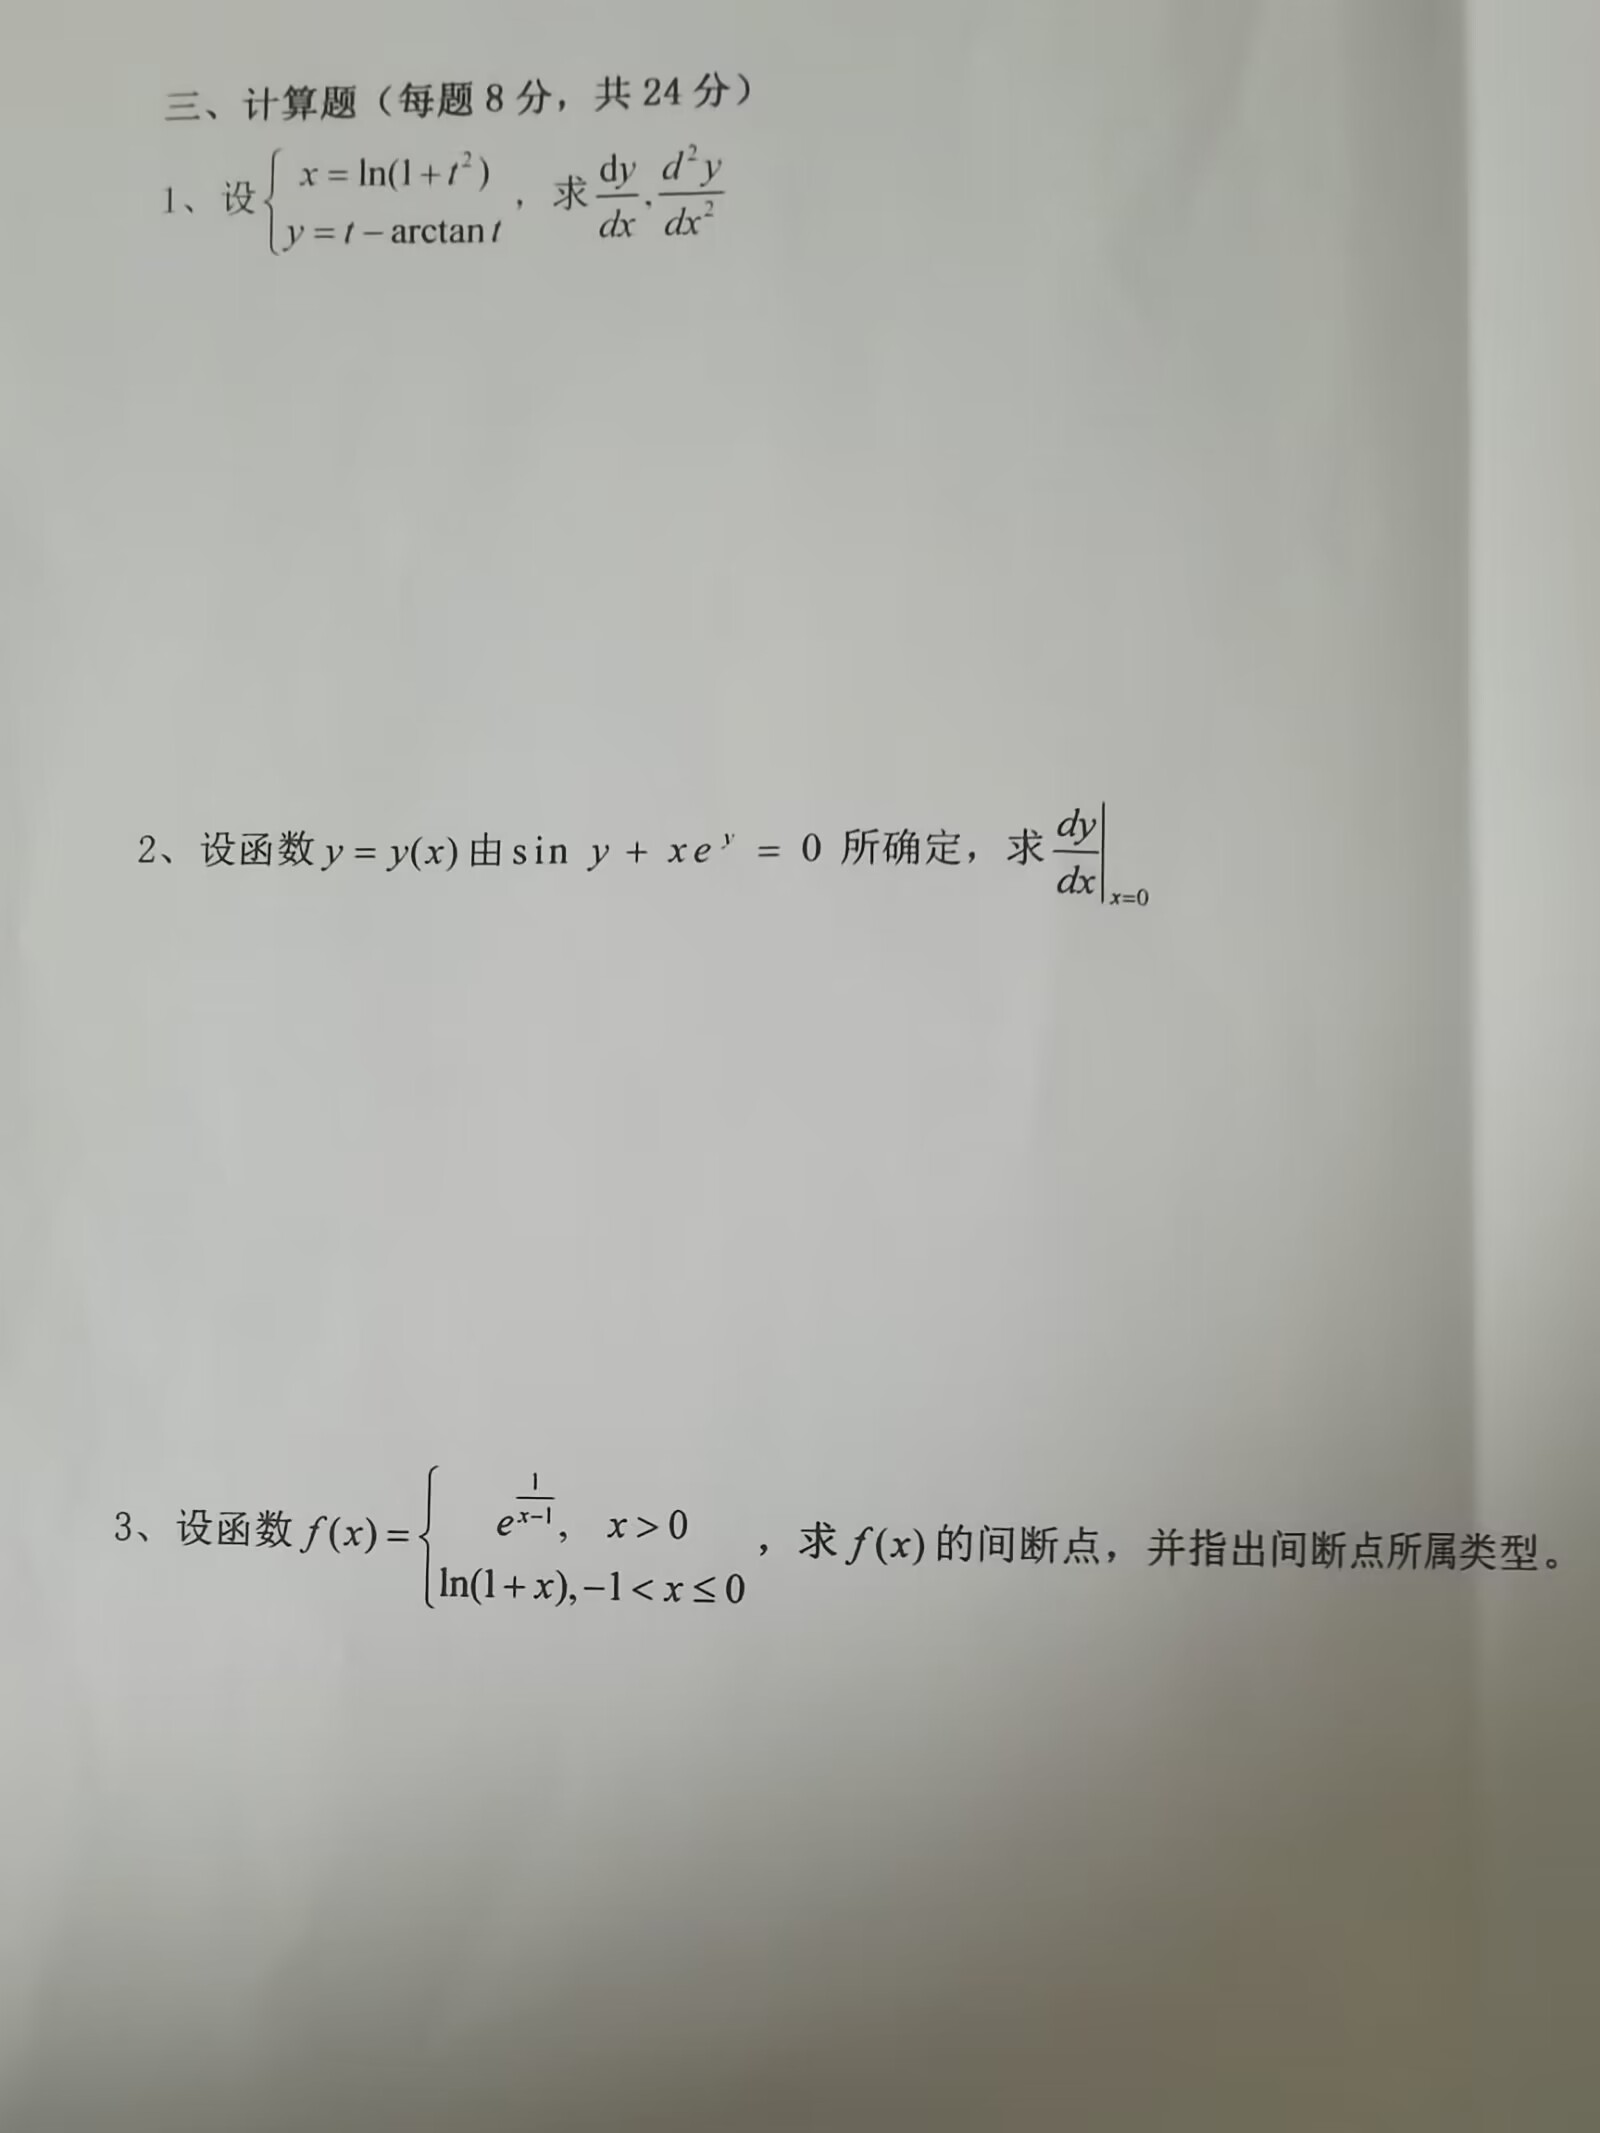 三、计算题（每题 8 分，共 24 分）
1、设 $\begin{cases} x=\ln(1+t^2) \\ y=t-\arctan t \end{cases}$，求 $\frac{dy}{dx},\frac{d^2y}{dx^2}$
2、设函数 $y=y(x)$ 由 $\sin y+xe^y=0$ 所确定，求 $\left.\frac{dy}{dx}\right|_{x=0}$
3、设函数 $f(x)=\begin{cases} e^{\frac{1}{x-1}}, & x>0 \\ \ln(1+x), & -1<x\leq 0 \end{cases}$，求 $f(x)$ 的间断点，并指出间断点所属类型。